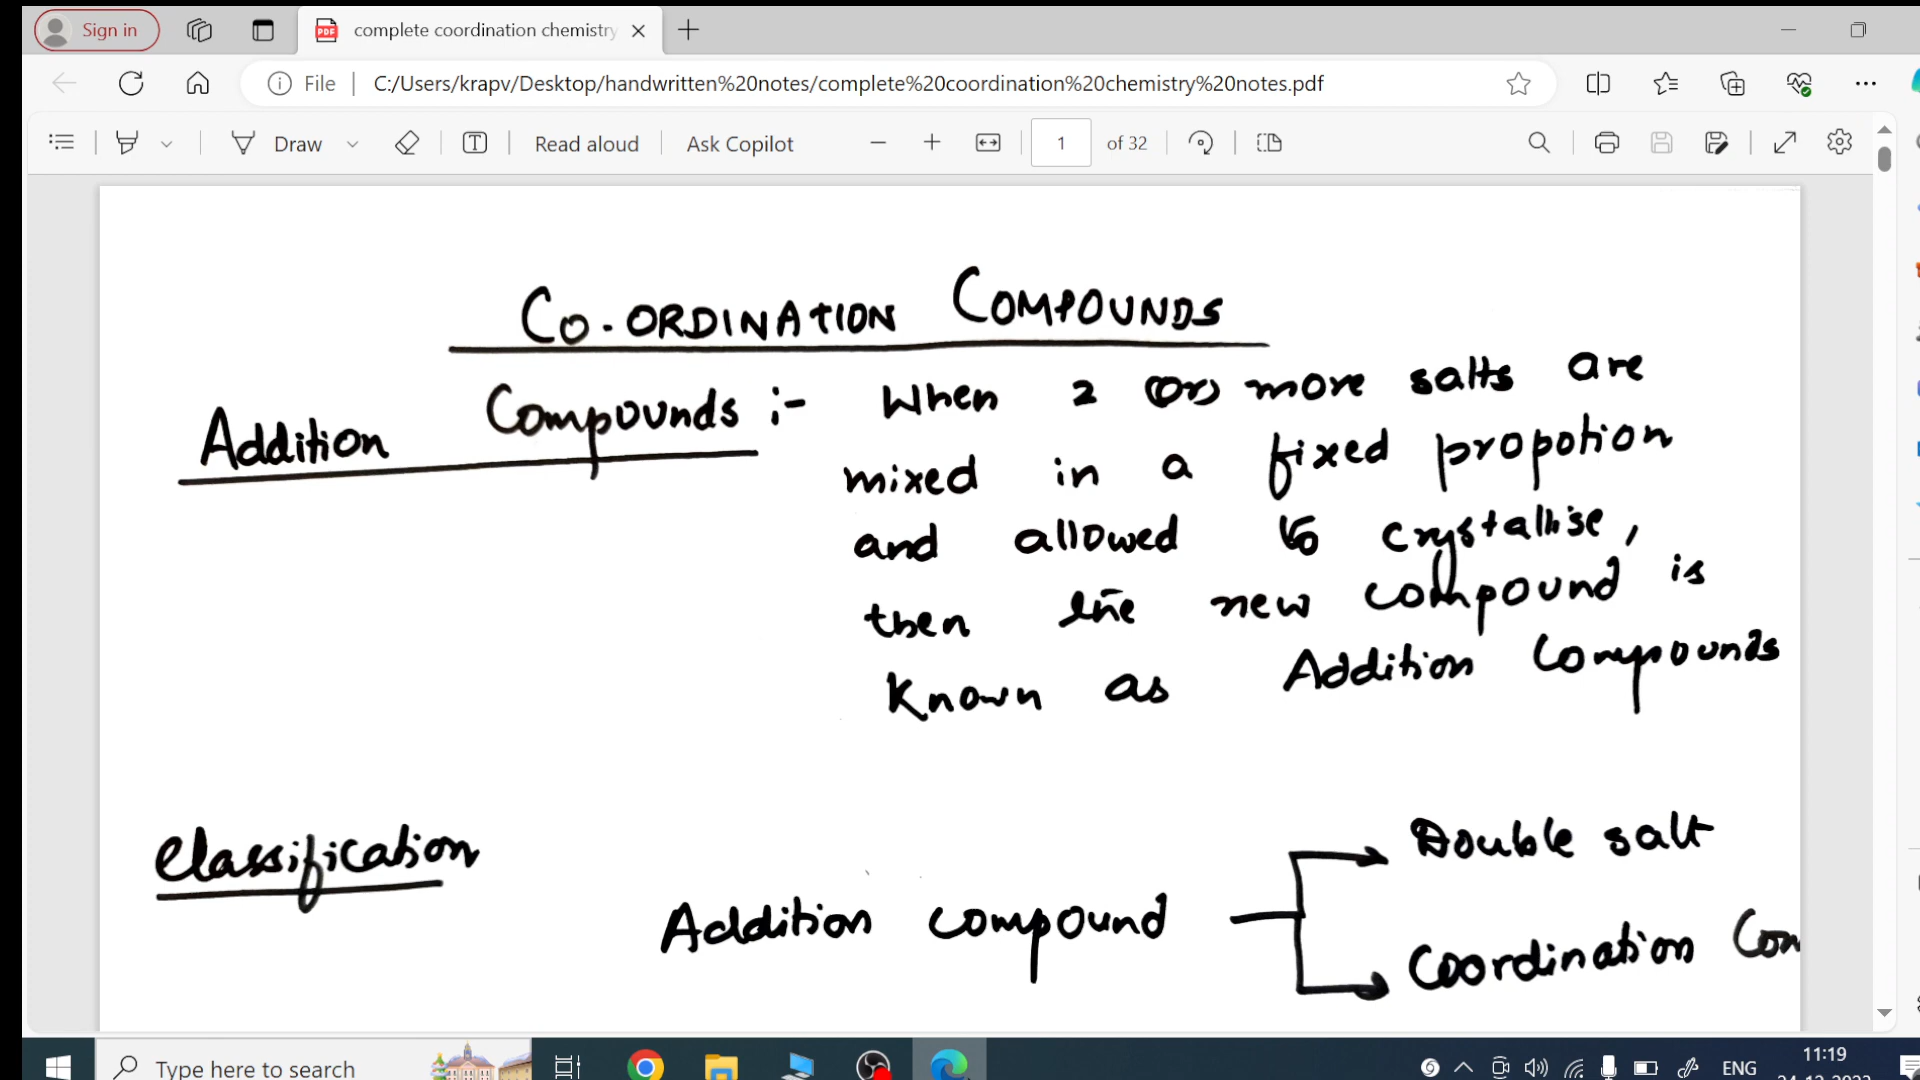 Sign in
complete coordination chemistry
File
C:/Users/krapv/Desktop/handwritten%20notes/complete%20coordination%20chemistry%20notes.pdf
Draw
Read aloud
Ask Copilot
1 of 32
CO-ORDINATION COMPOUNDS
Addition Compounds :- When 2 (or) more salts are
mixed in a fixed propotion
and allowed to crystallise,
then the new compound is
Known as Addition Compounds
Classification
Double salt
Addition compound
Coordination Com
Type here to search
ENG
11:19